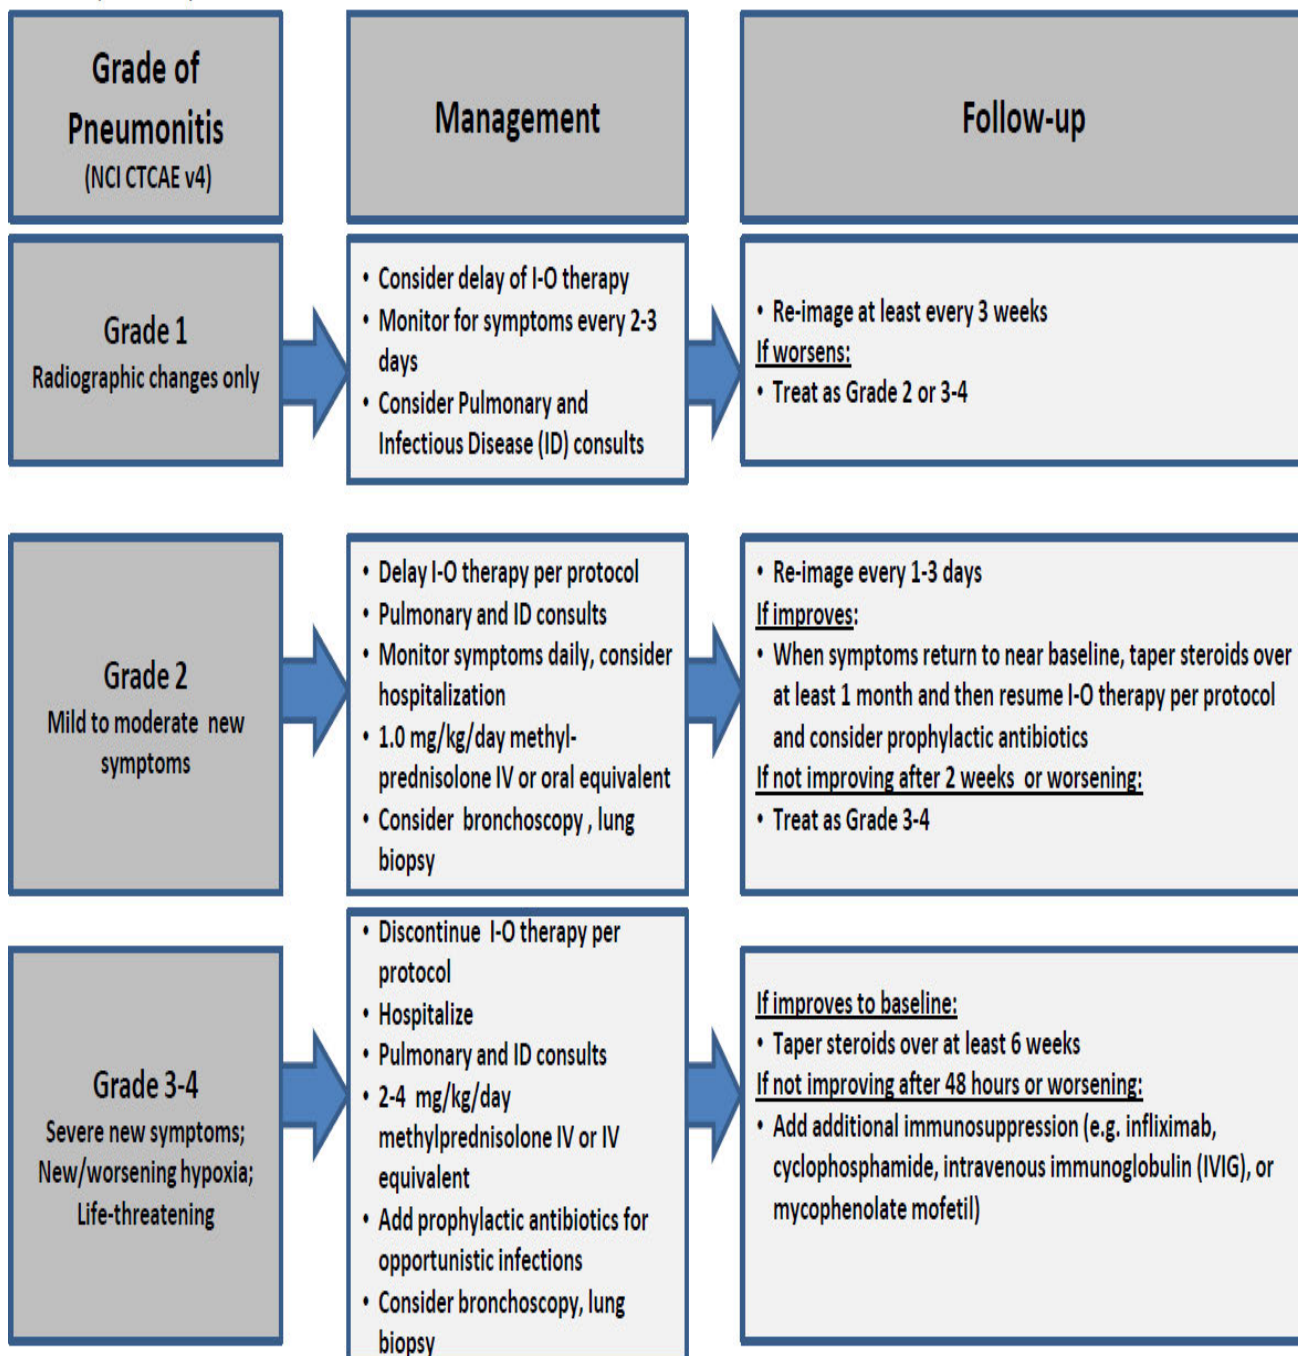 Grade of
Pneumonitis
(NCI CTCAE v4)
Management
Follow-up
Grade 1
Radiographic changes only
• Consider delay of I-O therapy
• Monitor for symptoms every 2-3
days
• Consider Pulmonary and
Infectious Disease (ID) consults
• Re-image at least every 3 weeks
If worsens:
• Treat as Grade 2 or 3-4
Grade 2
Mild to moderate new
symptoms
• Delay I-O therapy per protocol
• Pulmonary and ID consults
• Monitor symptoms daily, consider
hospitalization
• 1.0 mg/kg/day methyl-
prednisolone IV or oral equivalent
• Consider bronchoscopy , lung
biopsy
• Re-image every 1-3 days
If improves:
• When symptoms return to near baseline, taper steroids over
at least 1 month and then resume I-O therapy per protocol
and consider prophylactic antibiotics
If not improving after 2 weeks or worsening:
• Treat as Grade 3-4
Grade 3-4
Severe new symptoms;
New/worsening hypoxia;
Life-threatening
• Discontinue I-O therapy per
protocol
• Hospitalize
• Pulmonary and ID consults
• 2-4 mg/kg/day
methylprednisolone IV or IV
equivalent
• Add prophylactic antibiotics for
opportunistic infections
• Consider bronchoscopy, lung
biopsy
If improves to baseline:
• Taper steroids over at least 6 weeks
If not improving after 48 hours or worsening:
• Add additional immunosuppression (e.g. infliximab,
cyclophosphamide, intravenous immunoglobulin (IVIG), or
mycophenolate mofetil)